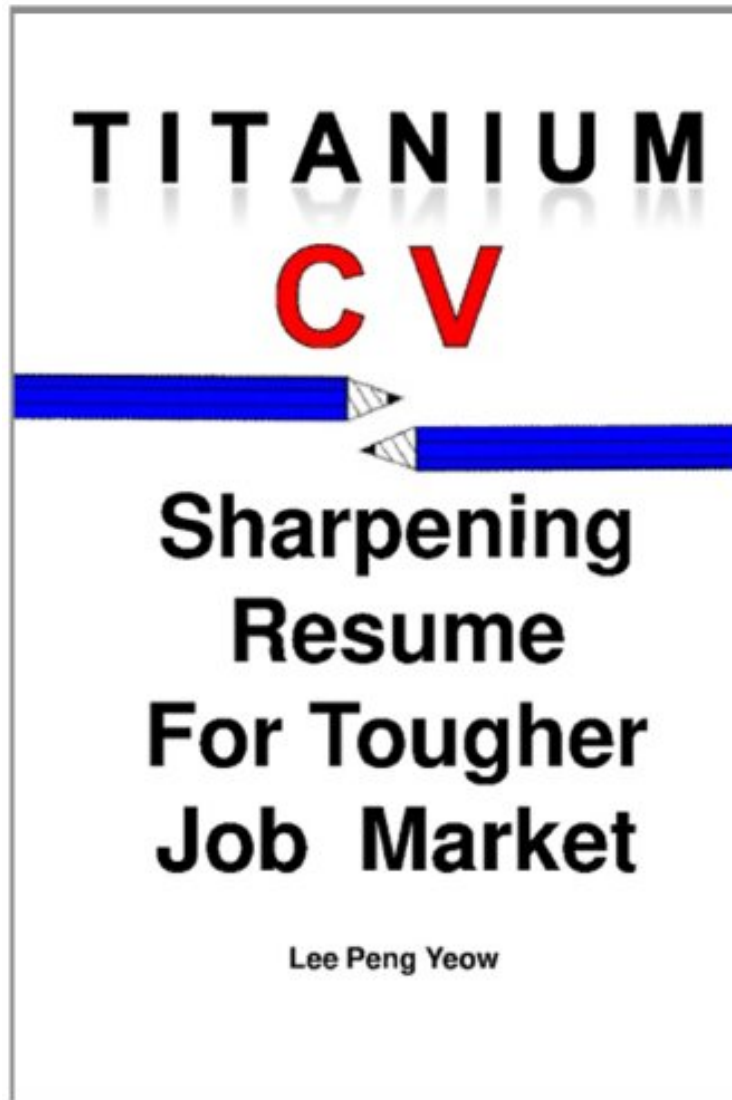 TITANIUM
CV
Sharpening
Resume
For Tougher
Job Market
Lee Peng Yeow